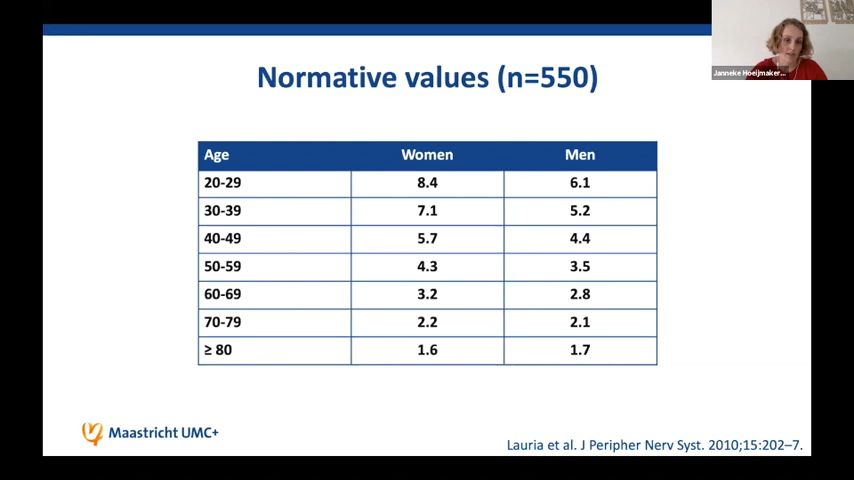 Janneke Hoeijmaker...
Normative values (n=550)
Age Women Men
20-29 8.4 6.1
30-39 7.1 5.2
40-49 5.7 4.4
50-59 4.3 3.5
60-69 3.2 2.8
70-79 2.2 2.1
≥ 80 1.6 1.7
Maastricht UMC+
Lauria et al. J Peripher Nerv Syst. 2010;15:202–7.